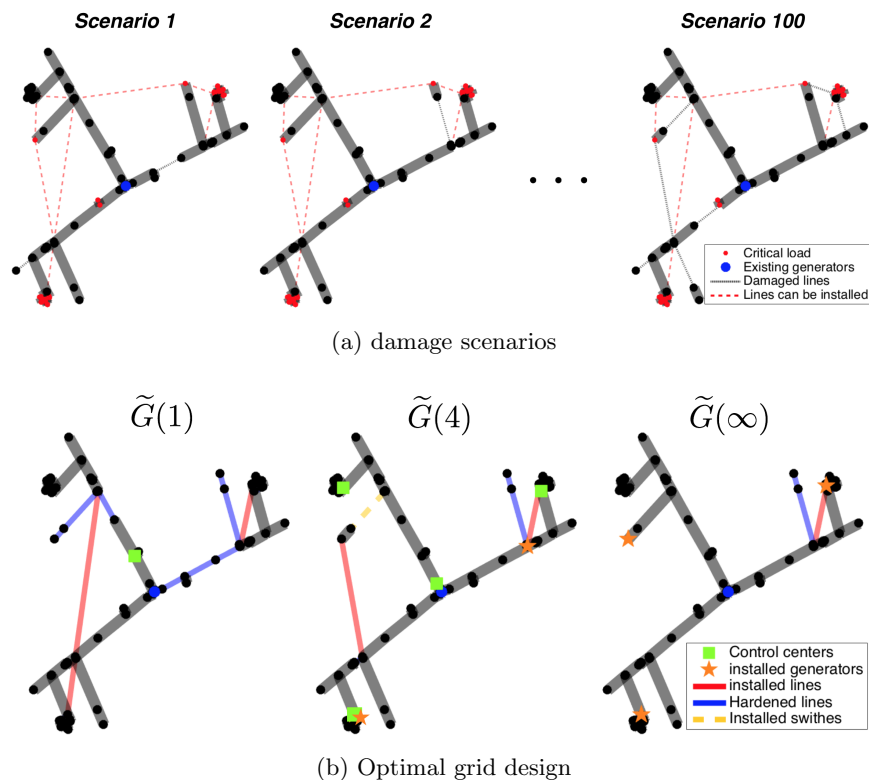 Scenario 1
Scenario 2
Scenario 100
Critical load
Existing generators
Damaged lines
Lines can be installed
(a) damage scenarios
G̃(1)
G̃(4)
G̃(∞)
Control centers
installed generators
installed lines
Hardened lines
Installed swithes
(b) Optimal grid design